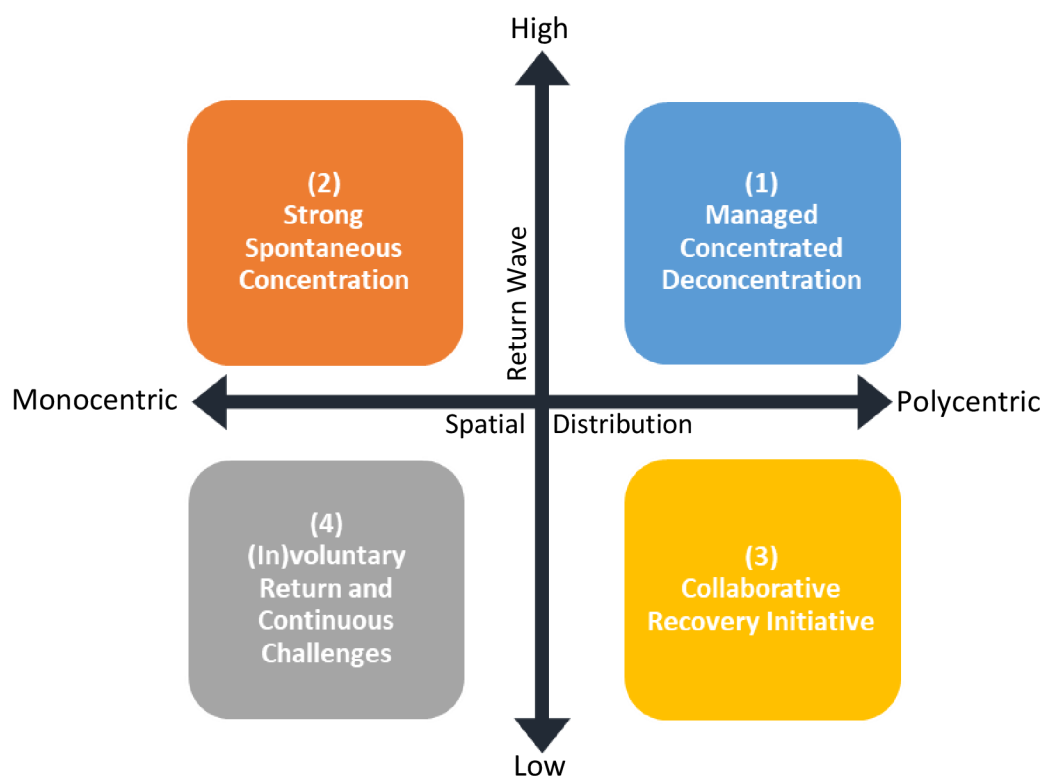 High
(2)
Strong
Spontaneous
Concentration
(1)
Managed
Concentrated
Deconcentration
Return Wave
Monocentric
Polycentric
Spatial Distribution
(4)
(In)voluntary
Return and
Continuous
Challenges
(3)
Collaborative
Recovery Initiative
Low